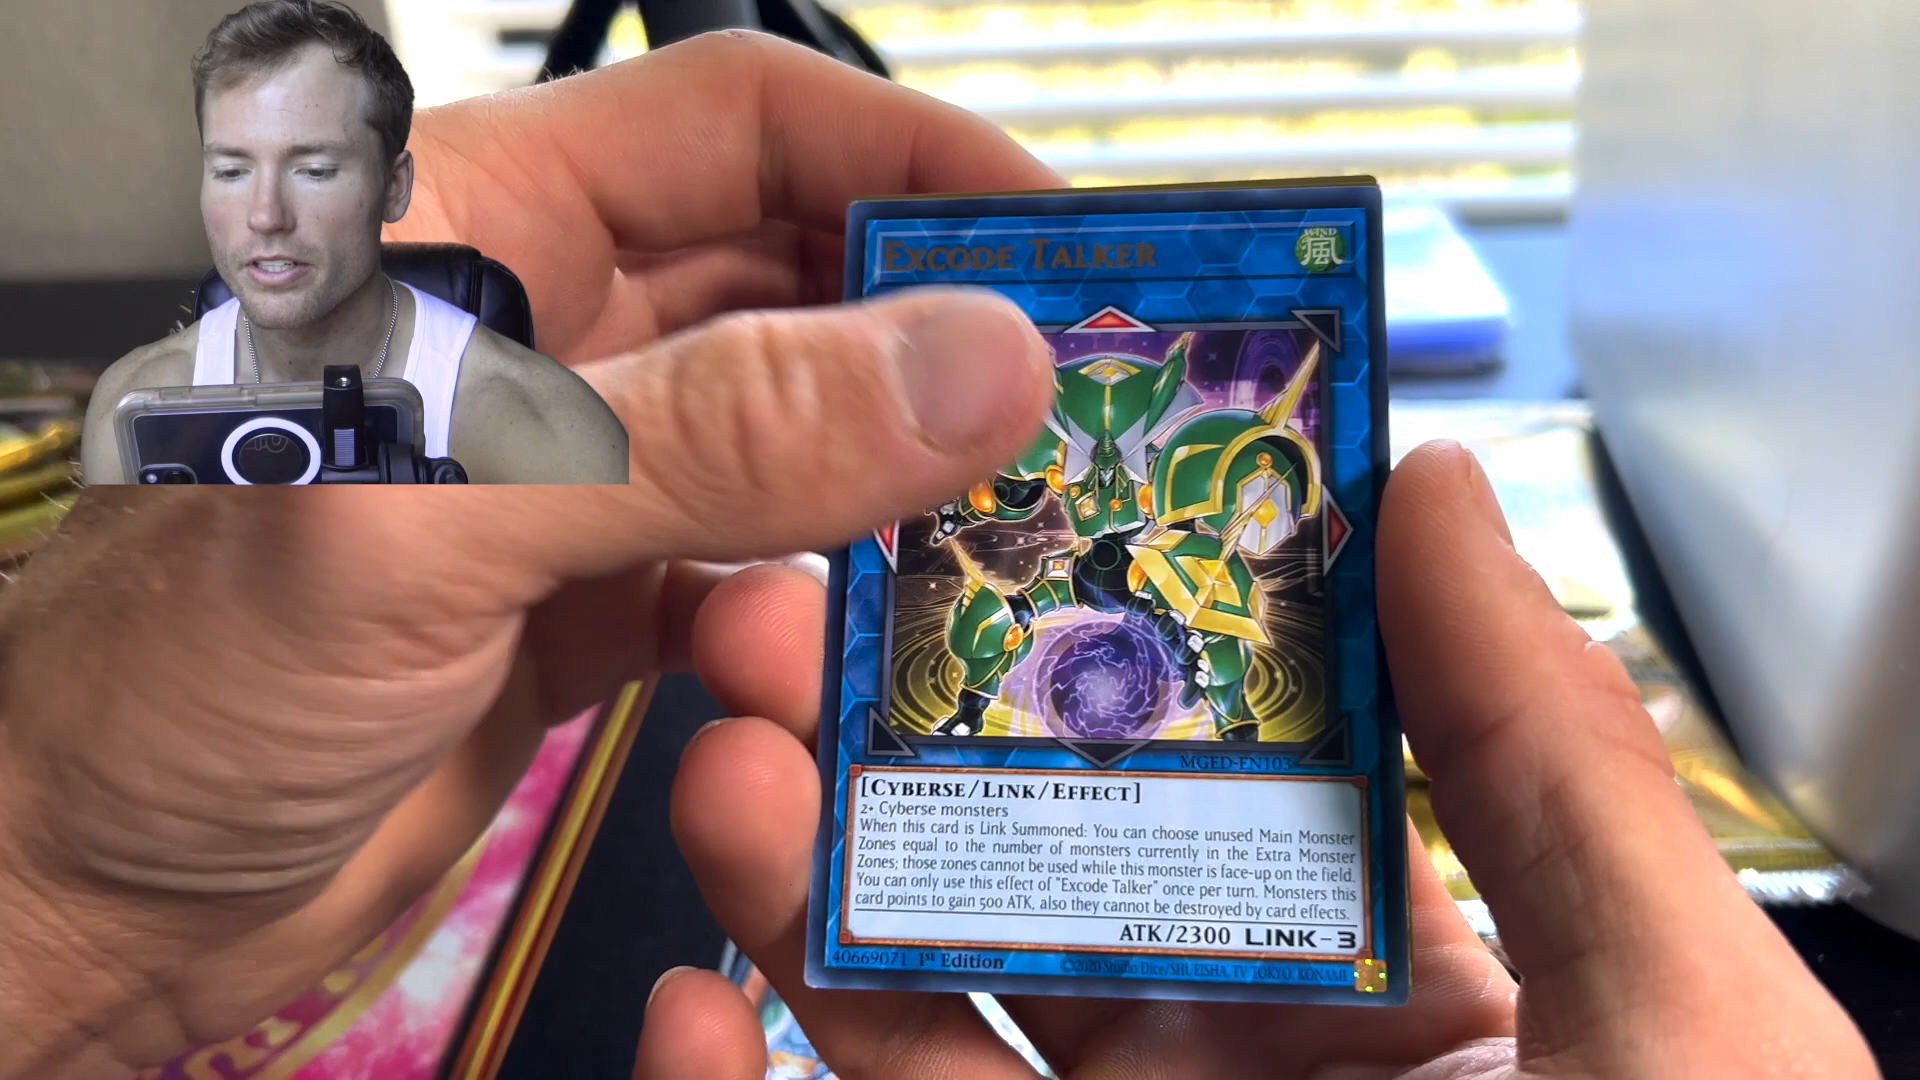 EXCODE TALKER
WIND
風
MGED-EN103
[CYBERSE/LINK/EFFECT]
2+ Cyberse monsters
When this card is Link Summoned: You can choose unused Main Monster
Zones equal to the number of monsters currently in the Extra Monster
Zones; those zones cannot be used while this monster is face-up on the field.
You can only use this effect of "Excode Talker" once per turn. Monsters this
card points to gain 500 ATK, also they cannot be destroyed by card effects.
ATK/2300 LINK-3
40669071 1st Edition
©2020 Studio Dice/SHUEISHA, TV TOKYO, KONAMI